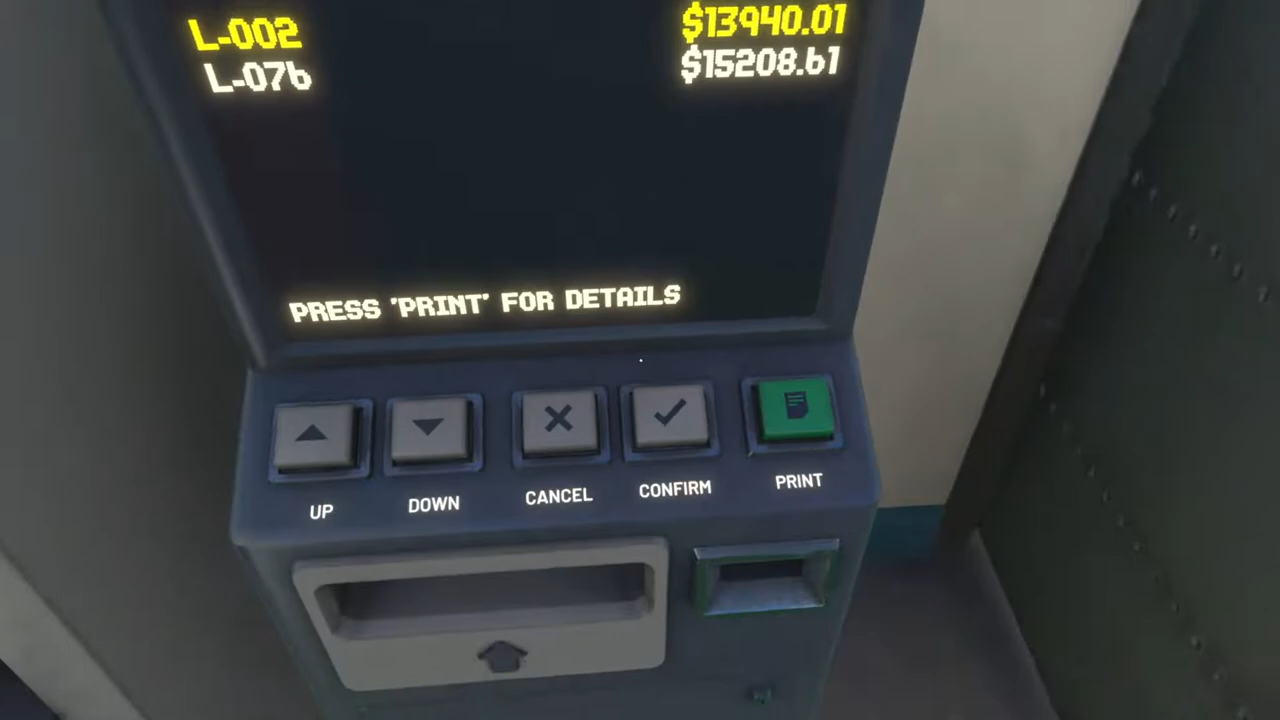 L-002 $13940.01
L-076 $15208.61
PRESS 'PRINT' FOR DETAILS
UP DOWN CANCEL CONFIRM PRINT